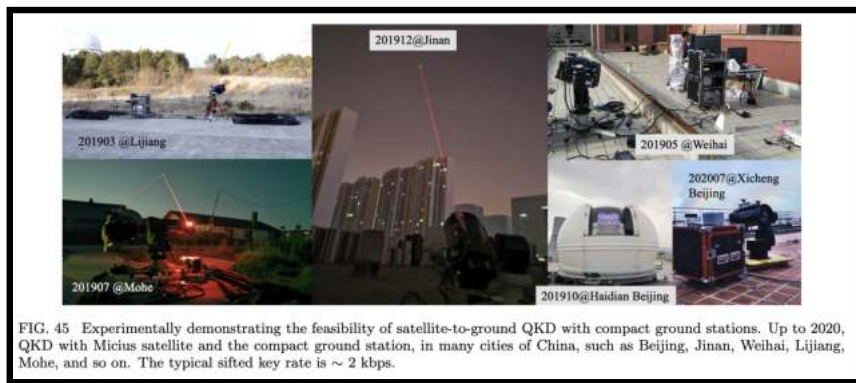 201912@Jinan
201903 @Lijiang
201905 @Weihai
202007@Xicheng
Beijing
201907 @Mohe
201910@Haidian Beijing
FIG. 45 Experimentally demonstrating the feasibility of satellite-to-ground QKD with compact ground stations. Up to 2020,
QKD with Micius satellite and the compact ground station, in many cities of China, such as Beijing, Jinan, Weihai, Lijiang,
Mohe, and so on. The typical sifted key rate is ∼ 2 kbps.